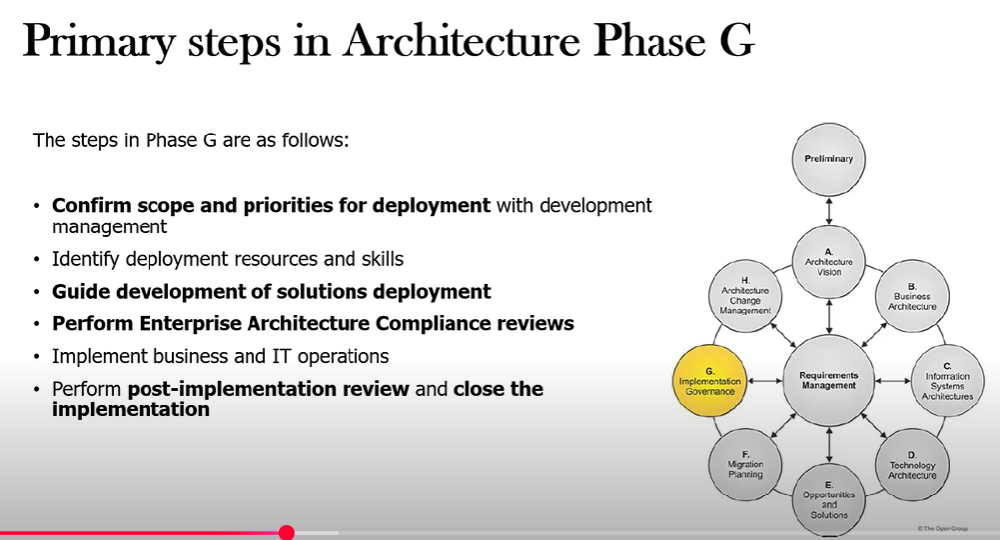 Primary steps in Architecture Phase G
The steps in Phase G are as follows:
• Confirm scope and priorities for deployment with development
management
• Identify deployment resources and skills
• Guide development of solutions deployment
• Perform Enterprise Architecture Compliance reviews
• Implement business and IT operations
• Perform post-implementation review and close the
implementation
Preliminary
A.
Architecture
Vision
B.
Business
Architecture
C.
Information
Systems
Architectures
D.
Technology
Architecture
E.
Opportunities
and
Solutions
F.
Migration
Planning
G.
Implementation
Governance
H.
Architecture
Change
Management
Requirements
Management
© The Open Group